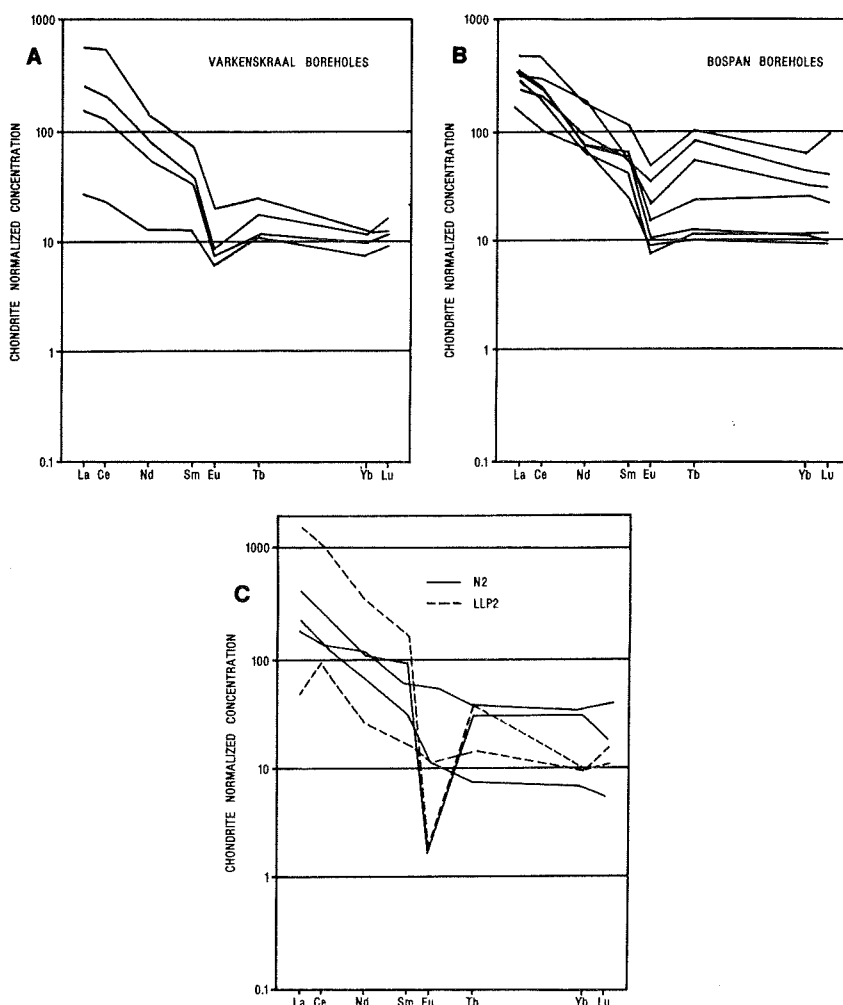 A
VARKENSKRAAL BOREHOLES
1000
100
10
1
0.1
CHONDRITE NORMALIZED CONCENTRATION
La Ce Nd Sm Eu Tb Yb Lu
B
BOSPAN BOREHOLES
1000
100
10
1
0.1
CHONDRITE NORMALIZED CONCENTRATION
La Ce Nd Sm Eu Tb Yb Lu
C
N2
LLP2
1000
100
10
1
0.1
CHONDRITE NORMALIZED CONCENTRATION
La Ce Nd Sm Eu Tb Yb Lu